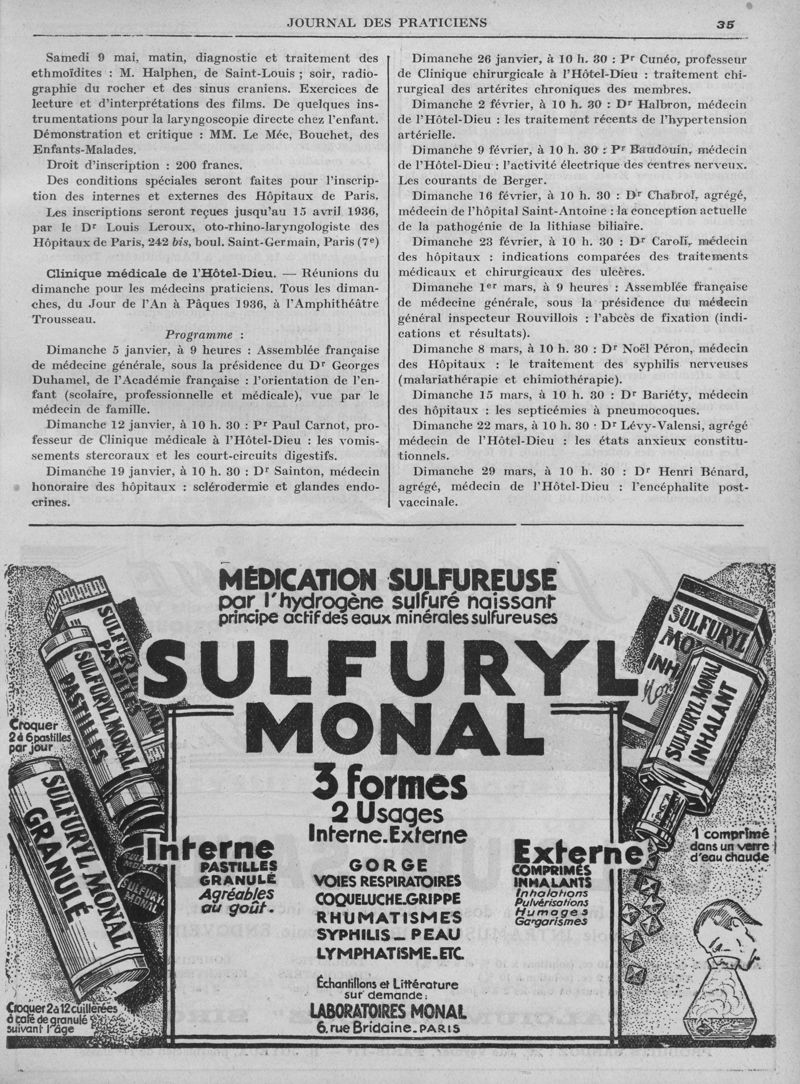 JOURNAL DES PRATICIENS
35
Samedi 9 mai, matin, diagnostic et traitement des
ethmoïdites : M. Halphen, de Saint-Louis ; soir, radio-
graphie du rocher et des sinus craniens. Exercices de
lecture et d'interprétations des films. De quelques ins-
trumentations pour la laryngoscopie directe chez l'enfant.
Démonstration et critique : MM. Le Mée, Bouchet, des
Enfants-Malades.
Droit d'inscription : 200 francs.
Des conditions spéciales seront faites pour l'inscrip-
tion des internes et externes des Hôpitaux de Paris.
Les inscriptions seront reçues jusqu'au 15 avril 1936,
par le Dr Louis Leroux, oto-rhino-laryngologiste des
Hôpitaux de Paris, 242 bis, boul. Saint-Germain, Paris (7e)
Clinique médicale de l'Hôtel-Dieu. — Réunions du
dimanche pour les médecins praticiens. Tous les diman-
ches, du Jour de l'An à Pâques 1936, à l'Amphithéâtre
Trousseau.
Programme :
Dimanche 5 janvier, à 9 heures : Assemblée française
de médecine générale, sous la présidence du Dr Georges
Duhamel, de l'Académie française : l'orientation de l'en-
fant (scolaire, professionnelle et médicale), vue par le
médecin de famille.
Dimanche 12 janvier, à 10 h. 30 : Pr Paul Carnot, pro-
fesseur de Clinique médicale à l'Hôtel-Dieu : les vomis-
sements stercoraux et les court-circuits digestifs.
Dimanche 19 janvier, à 10 h. 30 : Dr Sainton, médecin
honoraire des hôpitaux : sclérodermie et glandes endo-
crines.
Dimanche 26 janvier, à 10 h. 30 : Pr Cunéo, professeur
de Clinique chirurgicale à l'Hôtel-Dieu : traitement chi-
rurgical des artérites chroniques des membres.
Dimanche 2 février, à 10 h. 30 : Dr Halbron, médecin
de l'Hôtel-Dieu : les traitement récents de l'hypertension
artérielle.
Dimanche 9 février, à 10 h. 30 : Pr Baudouin, médecin
de l'Hôtel-Dieu : l'activité électrique des centres nerveux.
Les courants de Berger.
Dimanche 16 février, à 10 h. 30 : Dr Chabrol, agrégé,
médecin de l'hôpital Saint-Antoine : la conception actuelle
de la pathogénie de la lithiase biliaire.
Dimanche 23 février, à 10 h. 30 : Dr Caroli, médecin
des hôpitaux : indications comparées des traitements
médicaux et chirurgicaux des ulcères.
Dimanche 1er mars, à 9 heures : Assemblée française
de médecine générale, sous la présidence du médecin
général inspecteur Rouvillois : l'abcès de fixation (indi-
cations et résultats).
Dimanche 8 mars, à 10 h. 30 : Dr Noël Péron, médecin
des Hôpitaux : le traitement des syphilis nerveuses
(malariathérapie et chimiothérapie).
Dimanche 15 mars, à 10 h. 30 : Dr Bariéty, médecin
des hôpitaux : les septicémies à pneumocoques.
Dimanche 22 mars, à 10 h. 30 : Dr Lévy-Valensi, agrégé
médecin de l'Hôtel-Dieu : les états anxieux constitu-
tionnels.
Dimanche 29 mars, à 10 h. 30 : Dr Henri Bénard,
agrégé, médecin de l'Hôtel-Dieu : l'encéphalite post-
vaccinale.
MÉDICATION SULFUREUSE
par l'hydrogène sulfuré naissant
principe actif des eaux minérales sulfureuses
SULFURYL
MONAL
3 formes
2 Usages
Interne.Externe
GORGE
VOIES RESPIRATOIRES
COQUELUCHE.GRIPPE
RHUMATISMES
SYPHILIS_PEAU
LYMPHATISME.ETC.
Échantillons et Littérature
sur demande :
LABORATOIRES MONAL
6, rue Bridaine_PARIS
SULFURYL
PASTILLES
SULFURYL MONAL
PASTILLES
Croquer
2 à 6 pastilles
par jour
SULFURYL MONAL
GRANULÉ
SULFURYL
MONAL
Croquer 2 à 12 cuillerées
à café de granulé
suivant l'âge
Interne
PASTILLES
GRANULÉ
Agréables
au goût.
Externe
COMPRIMÉS
INHALANTS
Inhalations
Pulvérisations
Humages
Gargarismes
SULFURYL
MO
INH
Mon
SULFURYL MONAL
INHALANT
1 comprimé
dans un verre
d'eau chaude